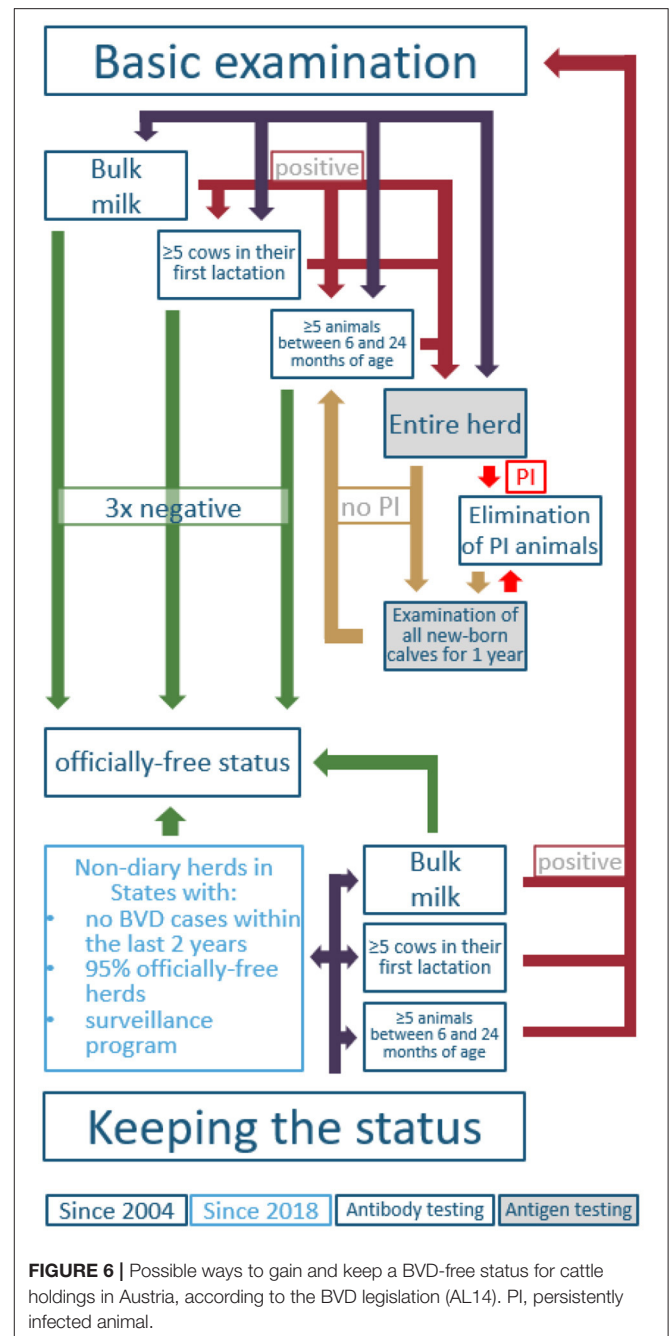 Basic examination
Bulk
milk
positive
≥5 cows in their
first lactation
≥5 animals
between 6 and 24
months of age
Entire herd
PI
3x negative
no PI
Elimination
of PI animals
Examination of
all new-born
calves for 1 year
officially-free status
Non-diary herds in
States with:
• no BVD cases within
the last 2 years
• 95% officially-free
herds
• surveillance
program
Bulk
milk
positive
≥5 cows in their
first lactation
≥5 animals
between 6 and 24
months of age
Keeping the status
Since 2004
Since 2018
Antibody testing
Antigen testing
FIGURE 6 | Possible ways to gain and keep a BVD-free status for cattle
holdings in Austria, according to the BVD legislation (AL14). PI, persistently
infected animal.